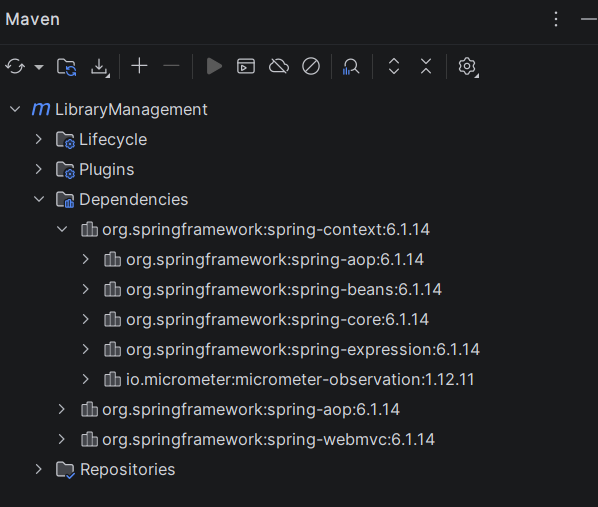 Maven
m LibraryManagement
Lifecycle
Plugins
Dependencies
org.springframework:spring-context:6.1.14
org.springframework:spring-aop:6.1.14
org.springframework:spring-beans:6.1.14
org.springframework:spring-core:6.1.14
org.springframework:spring-expression:6.1.14
io.micrometer:micrometer-observation:1.12.11
org.springframework:spring-aop:6.1.14
org.springframework:spring-webmvc:6.1.14
Repositories